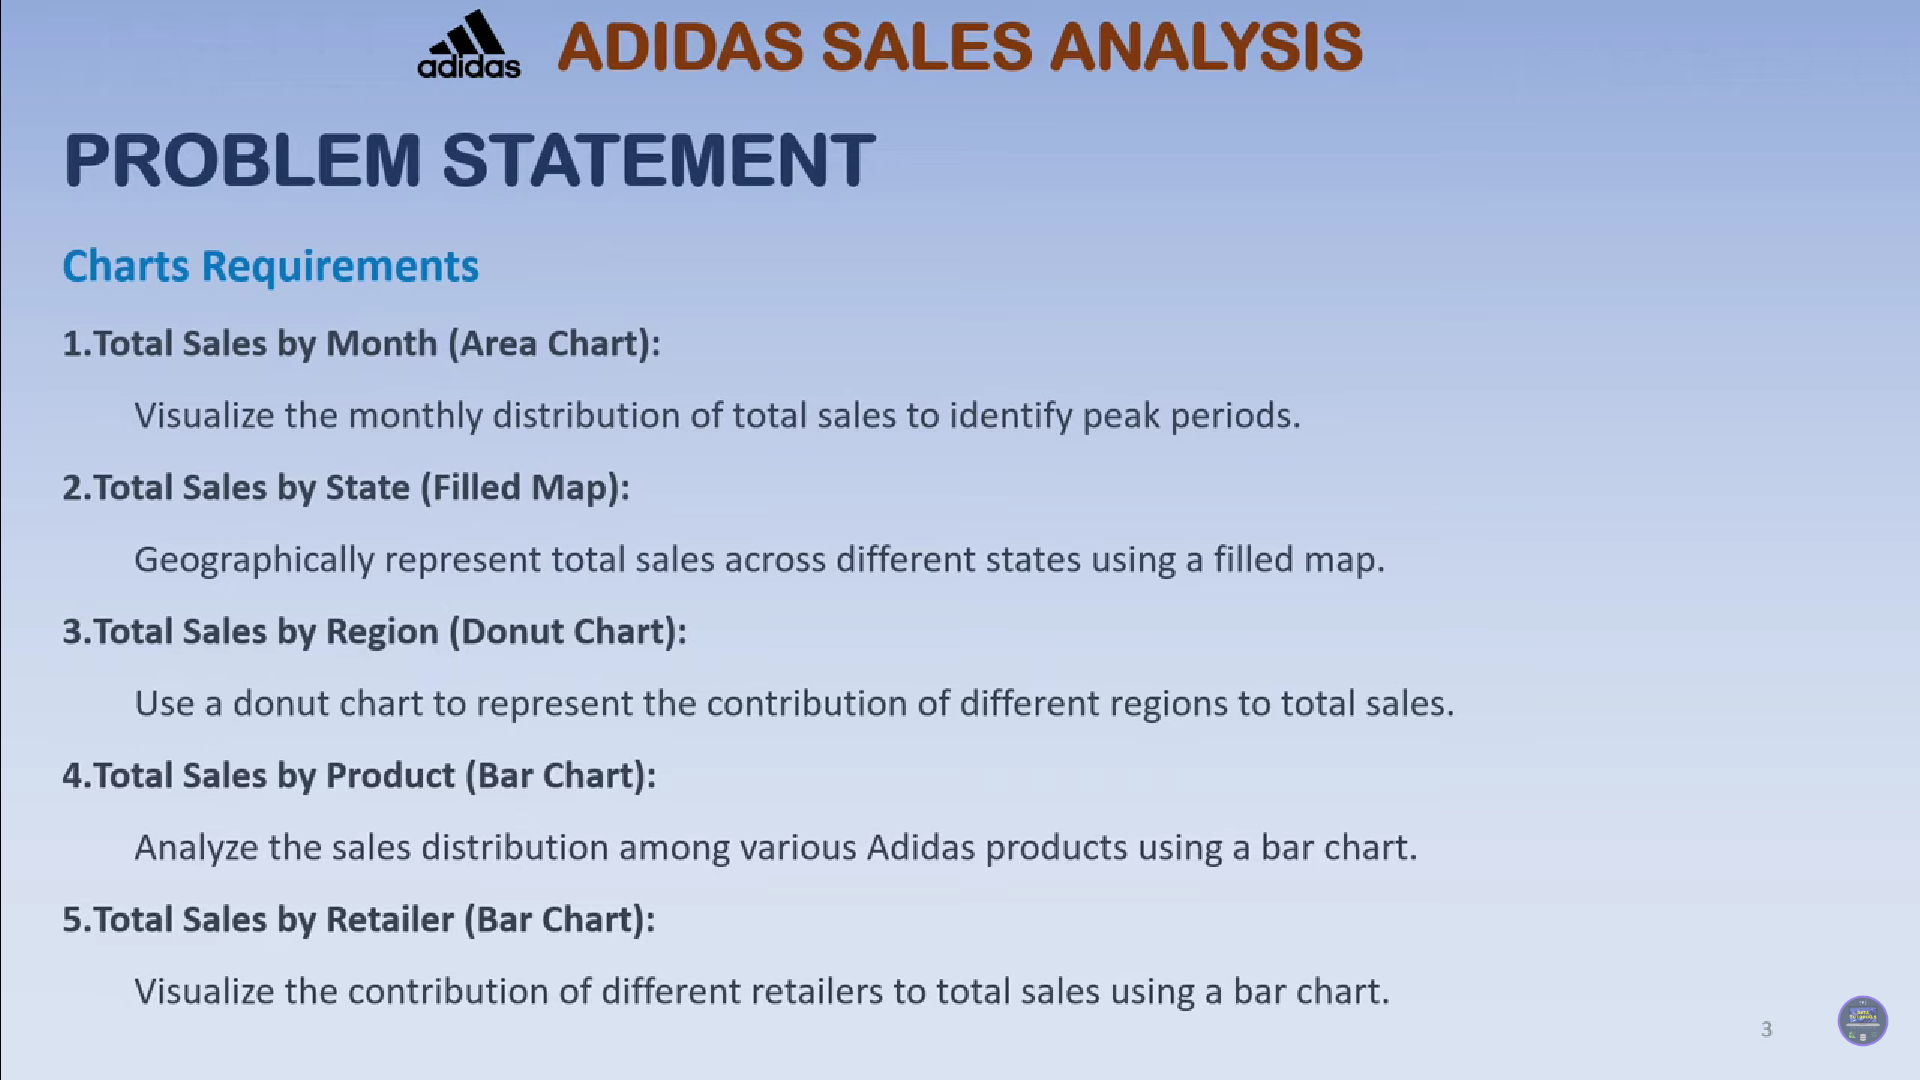 adidas
ADIDAS SALES ANALYSIS
PROBLEM STATEMENT
Charts Requirements
1.Total Sales by Month (Area Chart):
Visualize the monthly distribution of total sales to identify peak periods.
2.Total Sales by State (Filled Map):
Geographically represent total sales across different states using a filled map.
3.Total Sales by Region (Donut Chart):
Use a donut chart to represent the contribution of different regions to total sales.
4.Total Sales by Product (Bar Chart):
Analyze the sales distribution among various Adidas products using a bar chart.
5.Total Sales by Retailer (Bar Chart):
Visualize the contribution of different retailers to total sales using a bar chart.
3